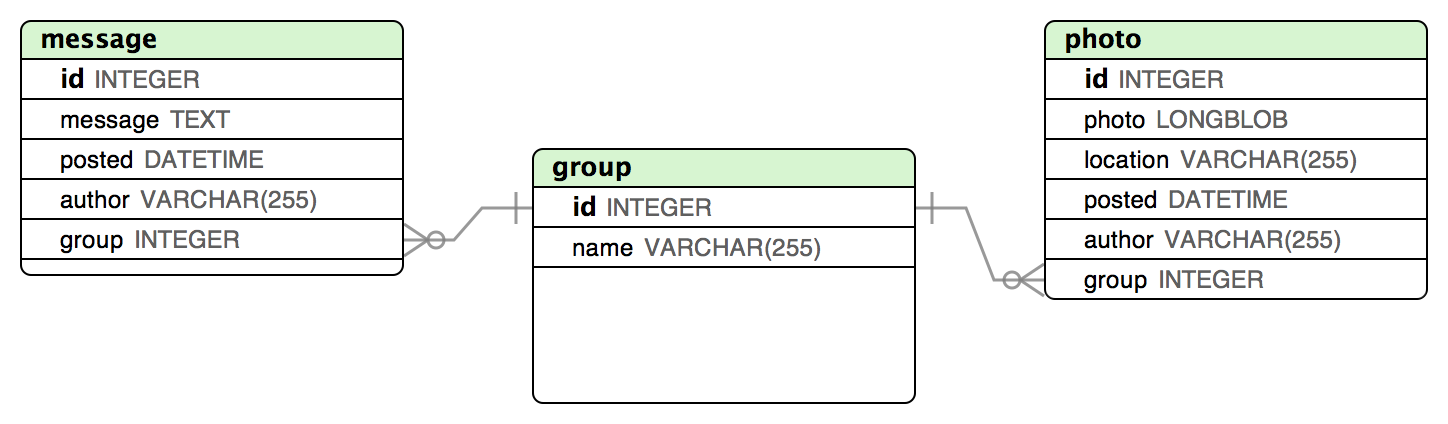 message
id INTEGER
message TEXT
posted DATETIME
author VARCHAR(255)
group INTEGER
group
id INTEGER
name VARCHAR(255)
photo
id INTEGER
photo LONGBLOB
location VARCHAR(255)
posted DATETIME
author VARCHAR(255)
group INTEGER